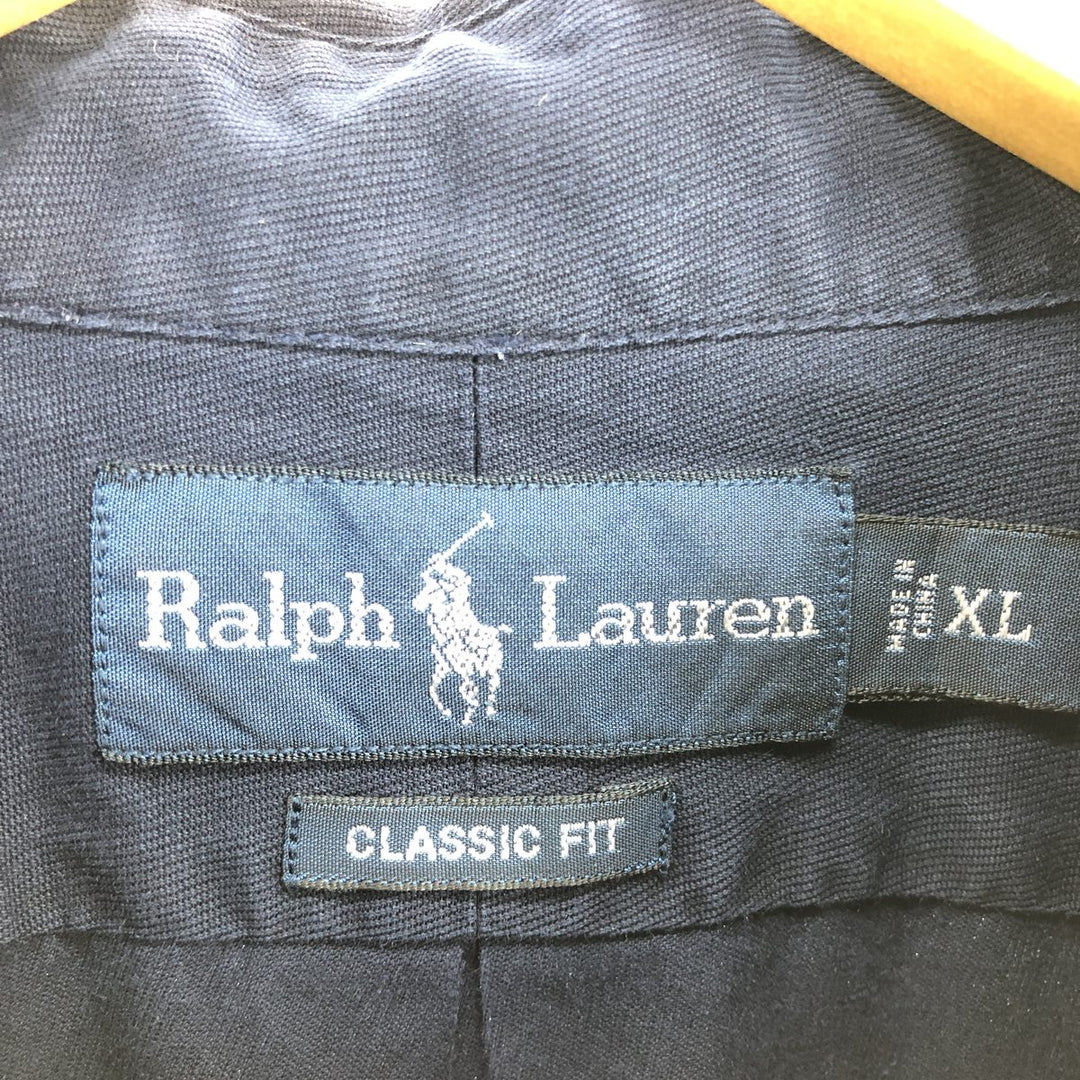 Ralph Lauren
MADE IN
CHINA
XL
CLASSIC FIT